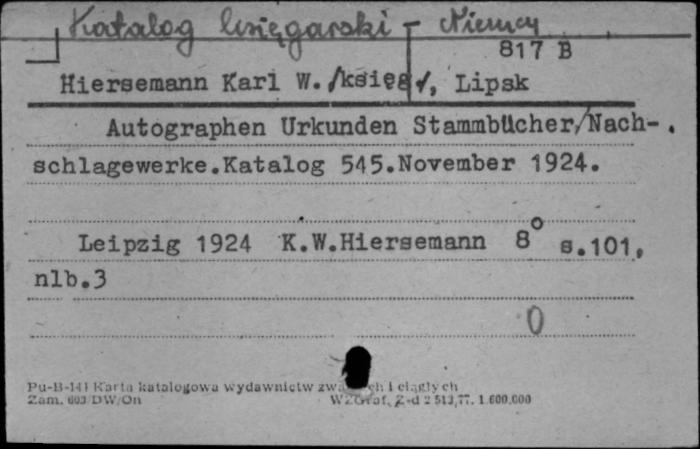 Katalog księgarski - Niemcy
817 B
Hiersemann Karl W. /księg/, Lipsk
Autographen Urkunden Stammbücher/Nach-
schlagewerke.Katalog 545.November 1924.
Leipzig 1924 K.W.Hiersemann 8° s.101,
nlb.3
0
Pu-B-141 Karta katalogowa wydawnictw zwartych i ciągłych
Zam. 603/DW/On WZGraf. Z-d 2 513,77. 1.600.000